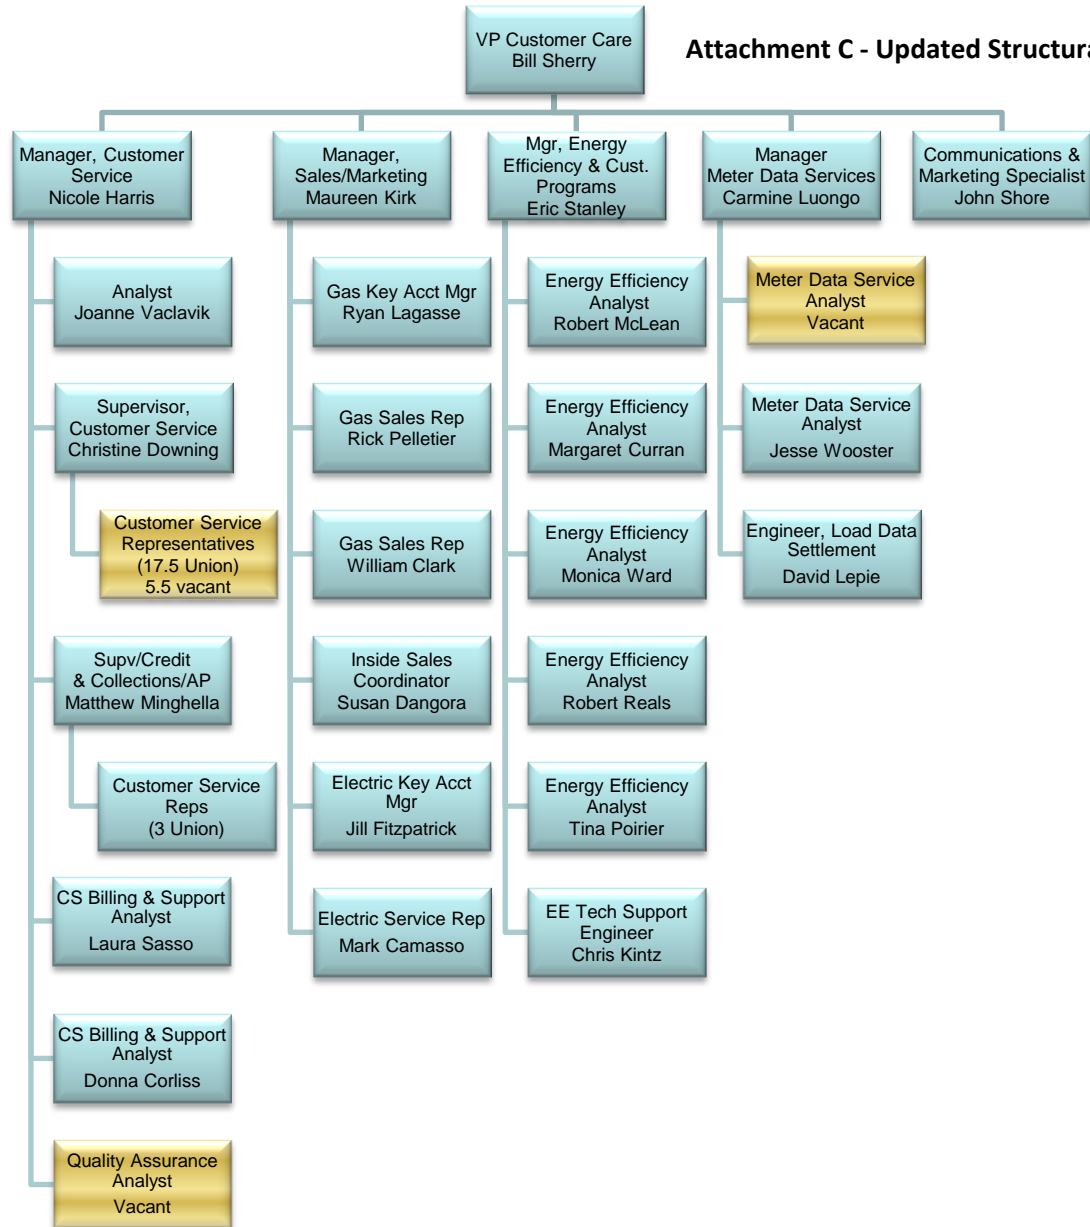 VP Customer Care
Bill Sherry
Attachment C - Updated Structura
Manager, Customer
Service
Nicole Harris
Manager,
Sales/Marketing
Maureen Kirk
Mgr, Energy
Efficiency & Cust.
Programs
Eric Stanley
Manager
Meter Data Services
Carmine Luongo
Communications &
Marketing Specialist
John Shore
Analyst
Joanne Vaclavik
Supervisor,
Customer Service
Christine Downing
Customer Service
Representatives
(17.5 Union)
5.5 vacant
Supv/Credit
& Collections/AP
Matthew Minghella
Customer Service
Reps
(3 Union)
CS Billing & Support
Analyst
Laura Sasso
CS Billing & Support
Analyst
Donna Corliss
Quality Assurance
Analyst
Vacant
Gas Key Acct Mgr
Ryan Lagasse
Gas Sales Rep
Rick Pelletier
Gas Sales Rep
William Clark
Inside Sales
Coordinator
Susan Dangora
Electric Key Acct
Mgr
Jill Fitzpatrick
Electric Service Rep
Mark Camasso
Energy Efficiency
Analyst
Robert McLean
Energy Efficiency
Analyst
Margaret Curran
Energy Efficiency
Analyst
Monica Ward
Energy Efficiency
Analyst
Robert Reals
Energy Efficiency
Analyst
Tina Poirier
EE Tech Support
Engineer
Chris Kintz
Meter Data Service
Analyst
Vacant
Meter Data Service
Analyst
Jesse Wooster
Engineer, Load Data
Settlement
David Lepie